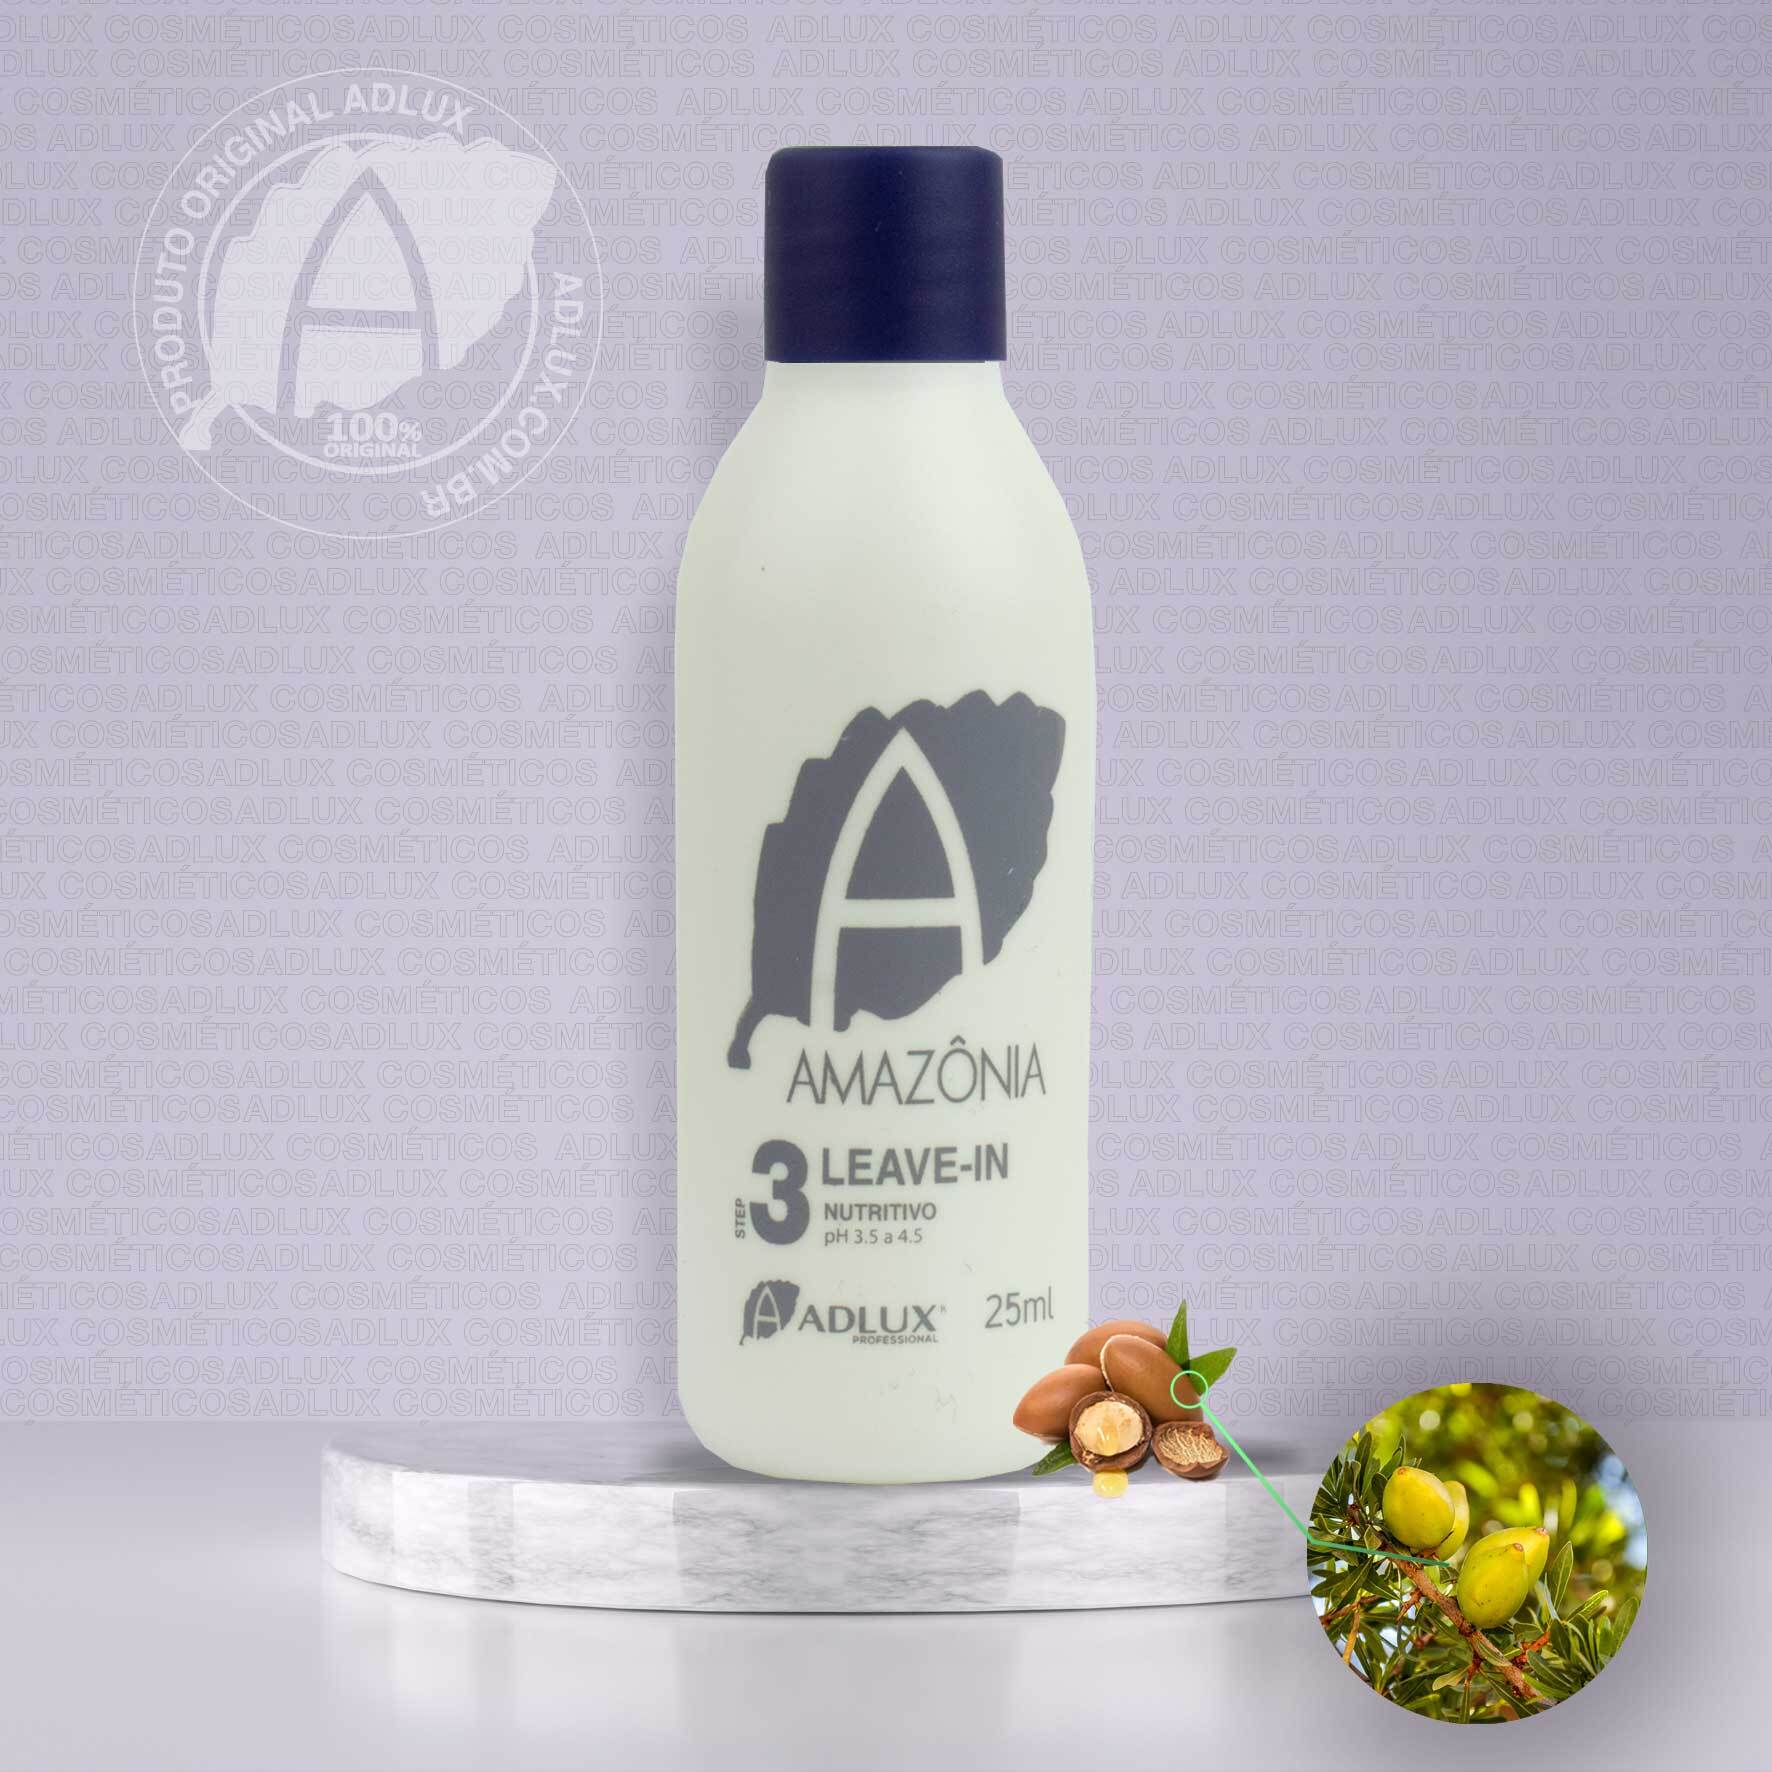 PRODUTO ORIGINAL ADLUX
ADLUX.COM.BR
100%
ORIGINAL
AMAZÔNIA
STEP
3
LEAVE-IN
NUTRITIVO
pH 3.5 a 4.5
ADLUX
PROFESSIONAL
25ml
ADLUX COSMÉTICOS